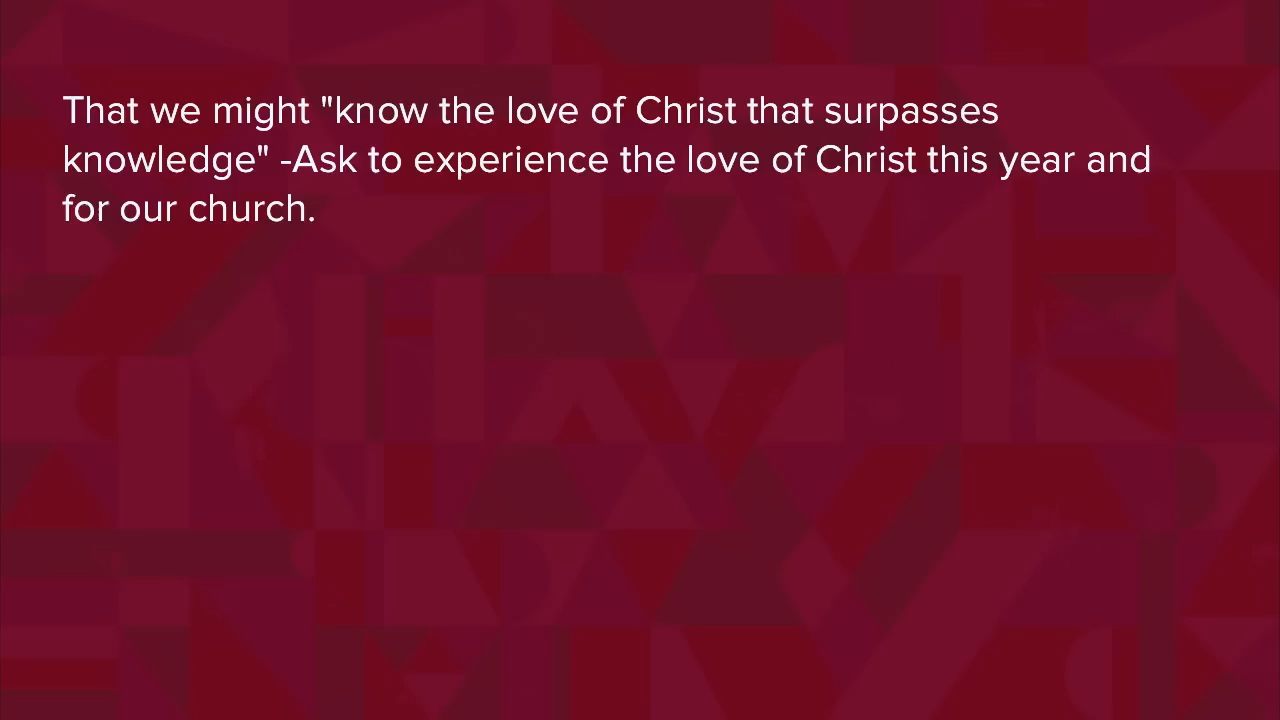 That we might "know the love of Christ that surpasses
knowledge" -Ask to experience the love of Christ this year and
for our church.